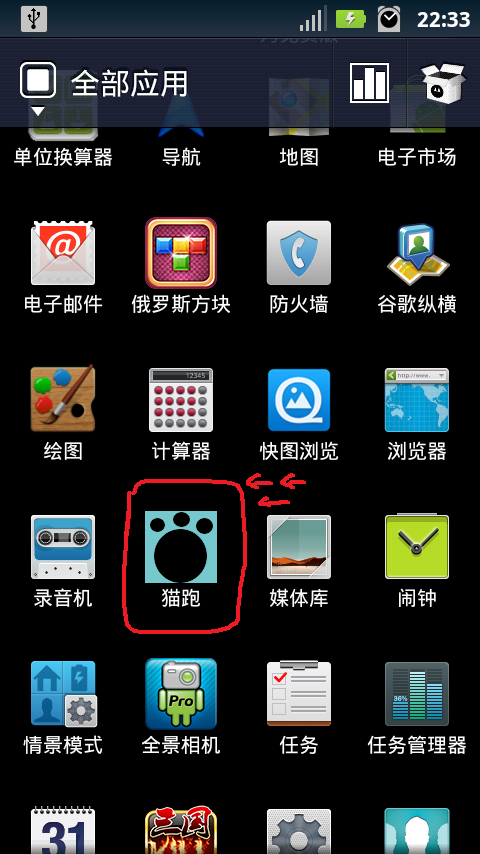 22:33
全部应用
单位换算器 导航 地图 电子市场
电子邮件 俄罗斯方块 防火墙 谷歌纵横
12345
http://www.
绘图 计算器 快图浏览 浏览器
录音机 猫跑 媒体库 闹钟
Pro
36%
情景模式 全景相机 任务 任务管理器
31 三国